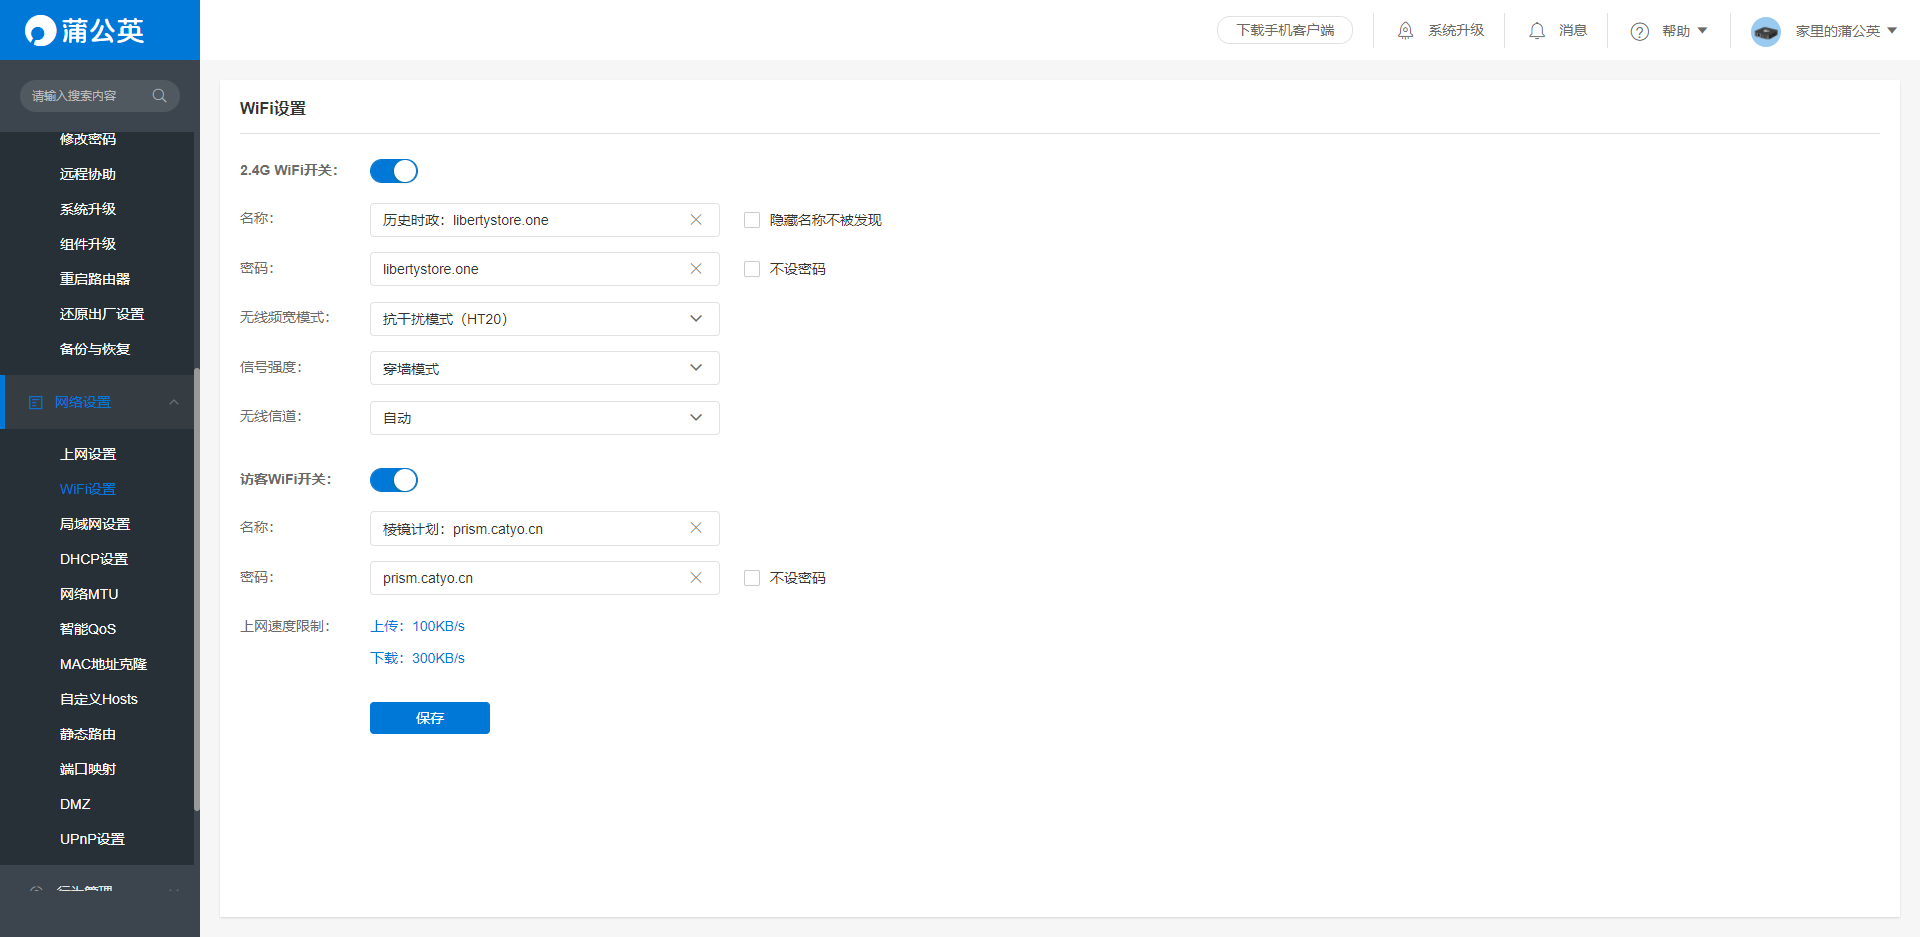 蒲公英
下载手机客户端
系统升级
消息
帮助
家里的蒲公英
请输入搜索内容
修改密码
远程协助
系统升级
组件升级
重启路由器
还原出厂设置
备份与恢复
网络设置
上网设置
WiFi设置
局域网设置
DHCP设置
网络MTU
智能QoS
MAC地址克隆
自定义Hosts
静态路由
端口映射
DMZ
UPnP设置
行为管理
WiFi设置
2.4G WiFi开关：
名称： 历史时政：libertystore.one 隐藏名称不被发现
密码： libertystore.one 不设密码
无线频宽模式： 抗干扰模式（HT20）
信号强度： 穿墙模式
无线信道： 自动
访客WiFi开关：
名称： 棱镜计划：prism.catyo.cn
密码： prism.catyo.cn 不设密码
上网速度限制： 上传：100KB/s
下载：300KB/s
保存